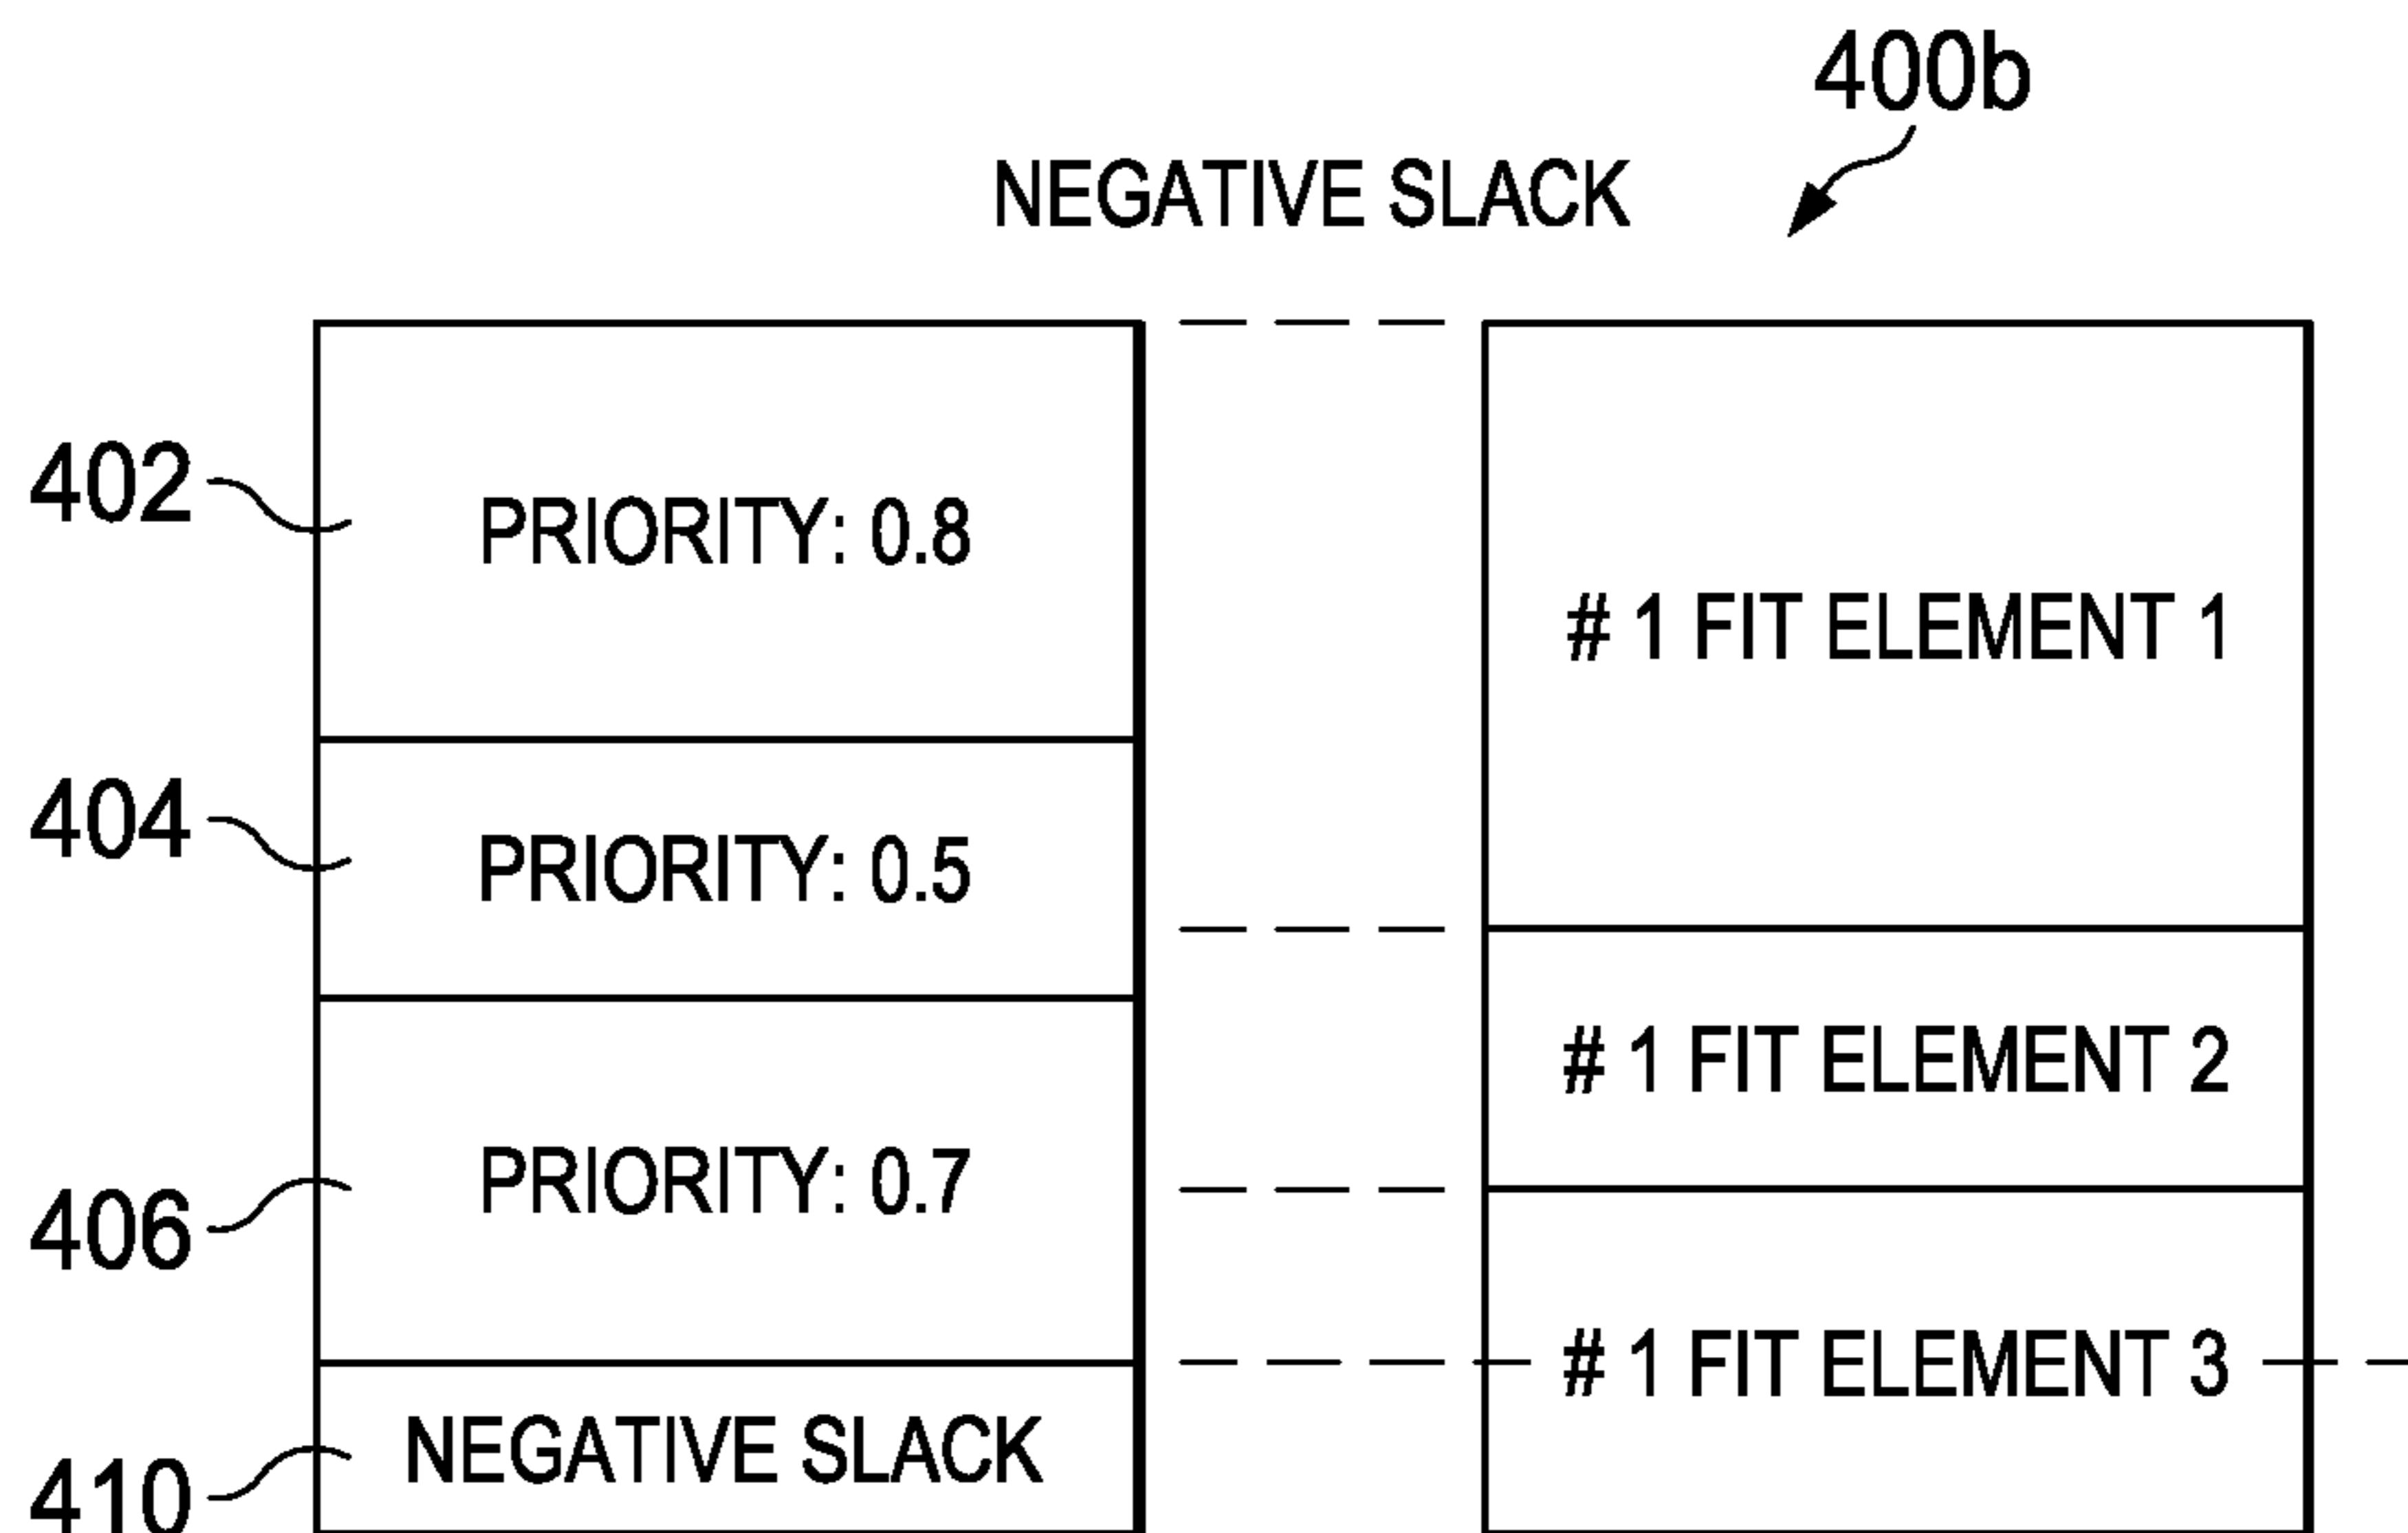 400b
NEGATIVE SLACK
402
PRIORITY: 0.8
# 1 FIT ELEMENT 1
404
PRIORITY: 0.5
# 1 FIT ELEMENT 2
406
PRIORITY: 0.7
# 1 FIT ELEMENT 3
410
NEGATIVE SLACK